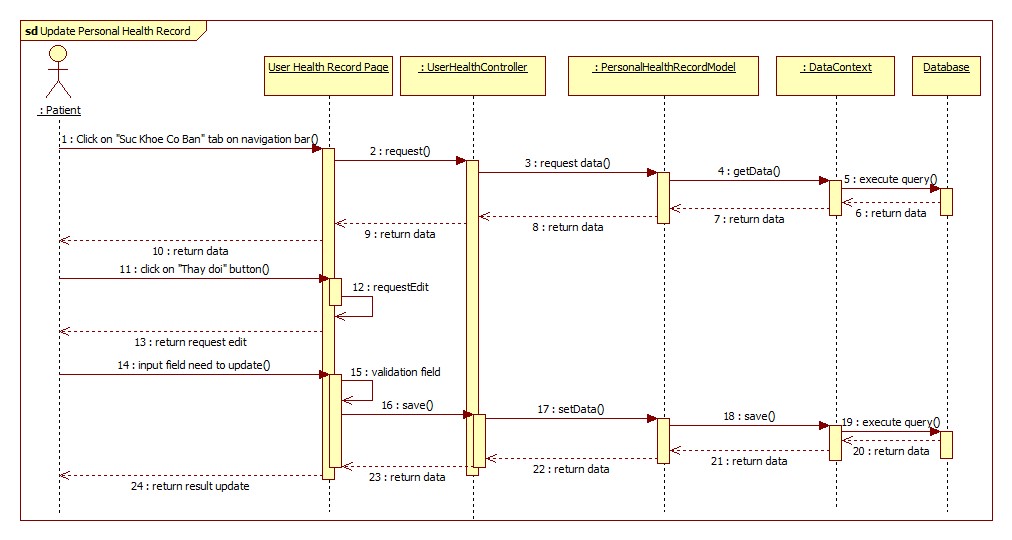 sd Update Personal Health Record
: Patient
User Health Record Page
: UserHealthController
: PersonalHealthRecordModel
: DataContext
Database
1 : Click on "Suc Khoe Co Ban" tab on navigation bar()
2 : request()
3 : request data()
4 : getData()
5 : execute query()
6 : return data
7 : return data
8 : return data
9 : return data
10 : return data
11 : click on "Thay doi" button()
12 : requestEdit
13 : return request edit
14 : input field need to update()
15 : validation field
16 : save()
17 : setData()
18 : save()
19 : execute query()
20 : return data
21 : return data
22 : return data
23 : return data
24 : return result update